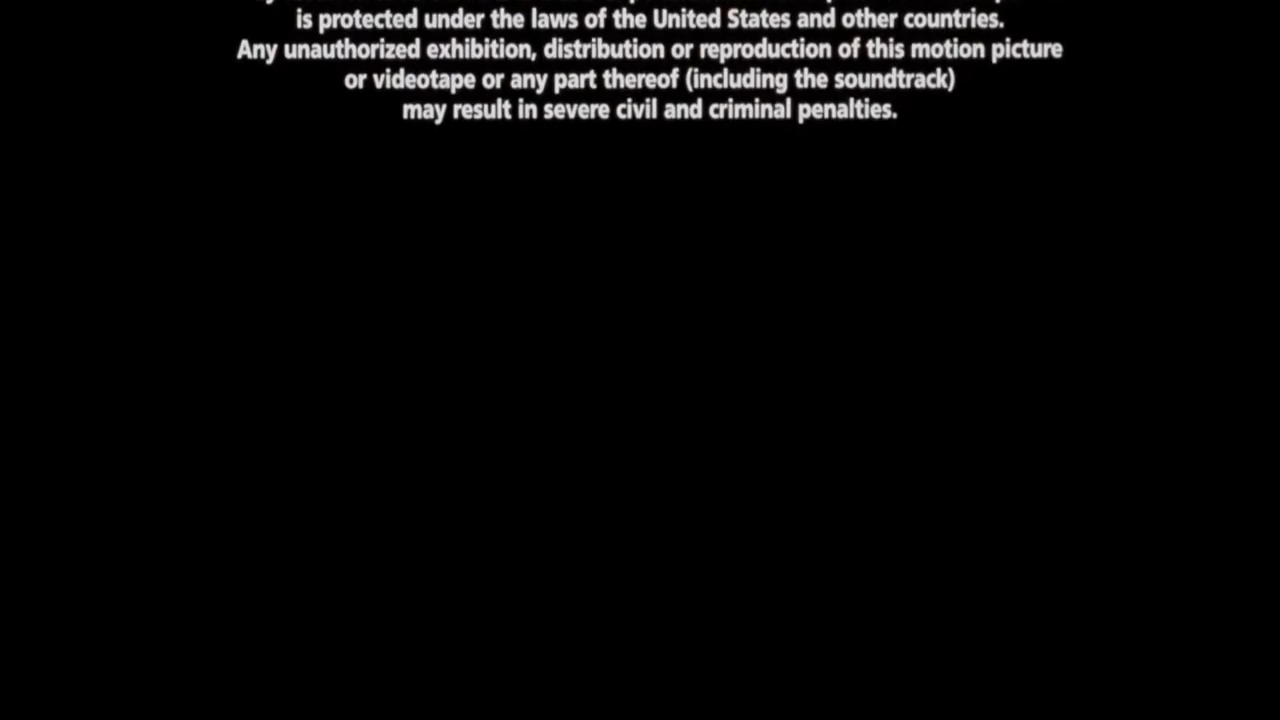 is protected under the laws of the United States and other countries.
Any unauthorized exhibition, distribution or reproduction of this motion picture
or videotape or any part thereof (including the soundtrack)
may result in severe civil and criminal penalties.